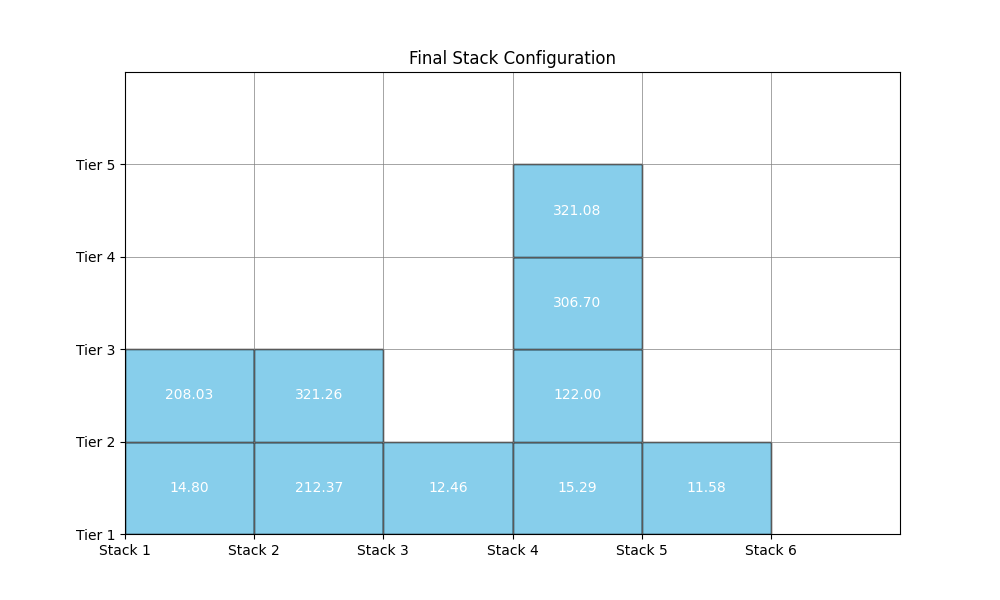 Final Stack Configuration
Tier 5
321.08
Tier 4
306.70
Tier 3
208.03 321.26 122.00
Tier 2
14.80 212.37 12.46 15.29 11.58
Tier 1
Stack 1 Stack 2 Stack 3 Stack 4 Stack 5 Stack 6